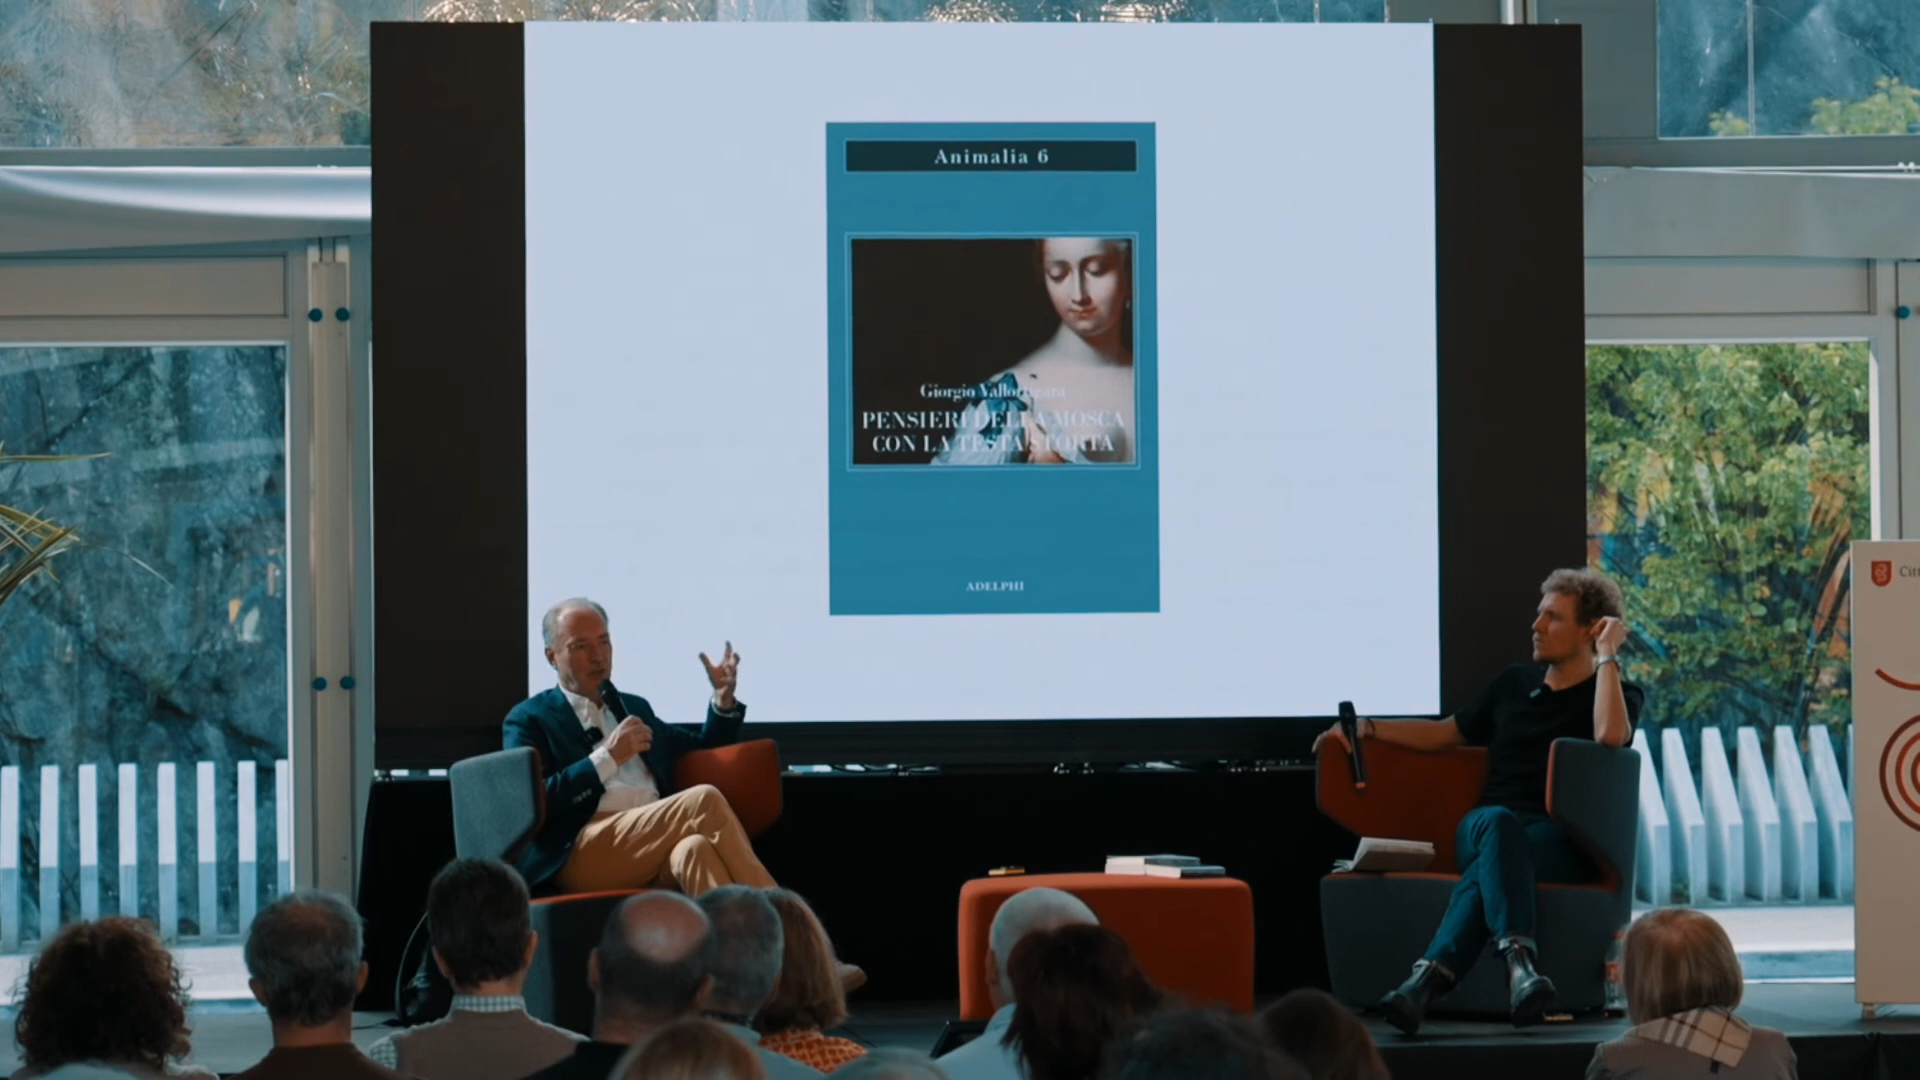 Animalia 6
Giorgio Vallortigara
PENSIERI DELLA MOSCA
CON LA TESTA STORTA
ADELPHI